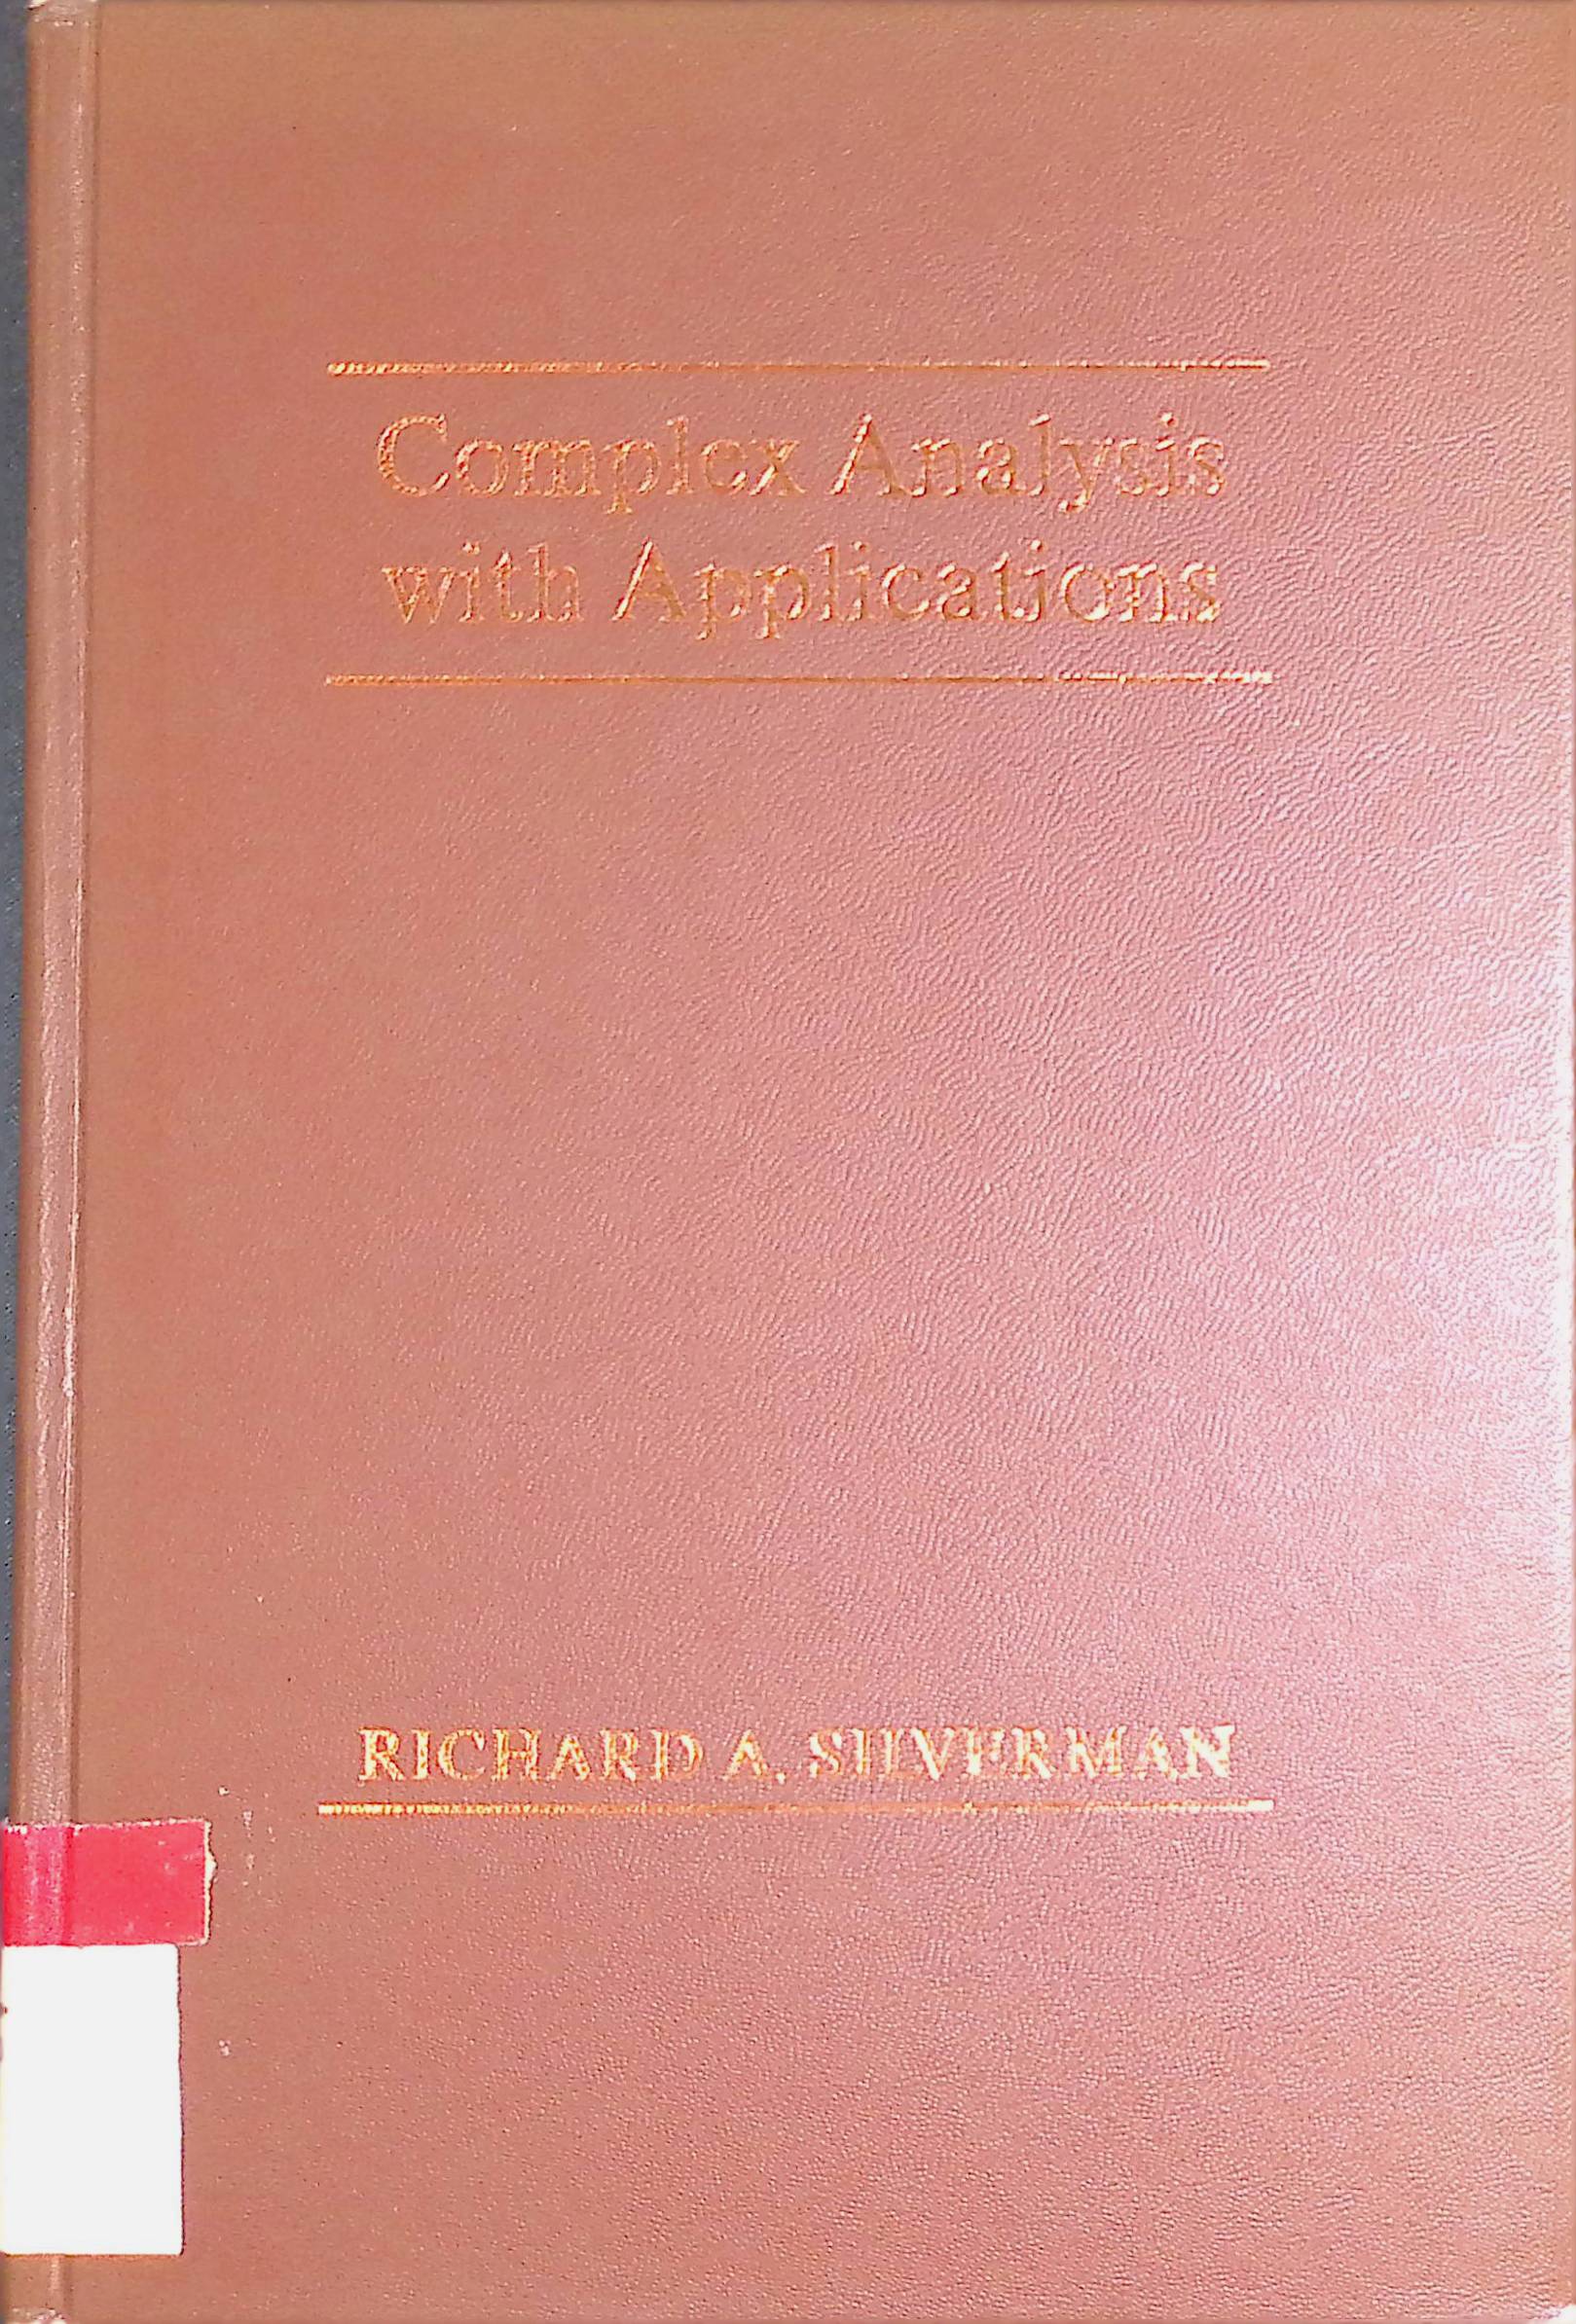 Complex Analysis
with Applications
RICHARD A. SILVERMAN